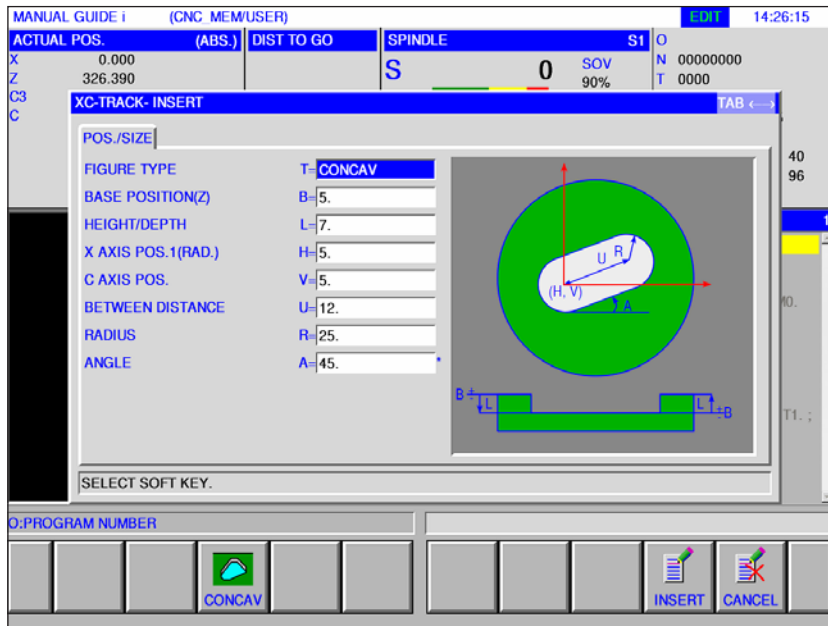 MANUAL GUIDE i (CNC_MEM/USER) EDIT 14:26:15
ACTUAL POS. (ABS.) DIST TO GO SPINDLE S1 O
X 0.000 N 00000000
Z 326.390 S 0 SOV 90% T 0000
C3
C
XC-TRACK- INSERT TAB ←→
POS./SIZE
FIGURE TYPE T= CONCAV
BASE POSITION(Z) B= 5.
HEIGHT/DEPTH L= 7.
X AXIS POS.1(RAD.) H= 5.
C AXIS POS. V= 5.
BETWEEN DISTANCE U= 12.
RADIUS R= 25.
ANGLE A= 45. *
U R
(H, V)
A
B ± L L ±B
40
96
1
M0.
T1. ;
SELECT SOFT KEY.
O:PROGRAM NUMBER
CONCAV INSERT CANCEL